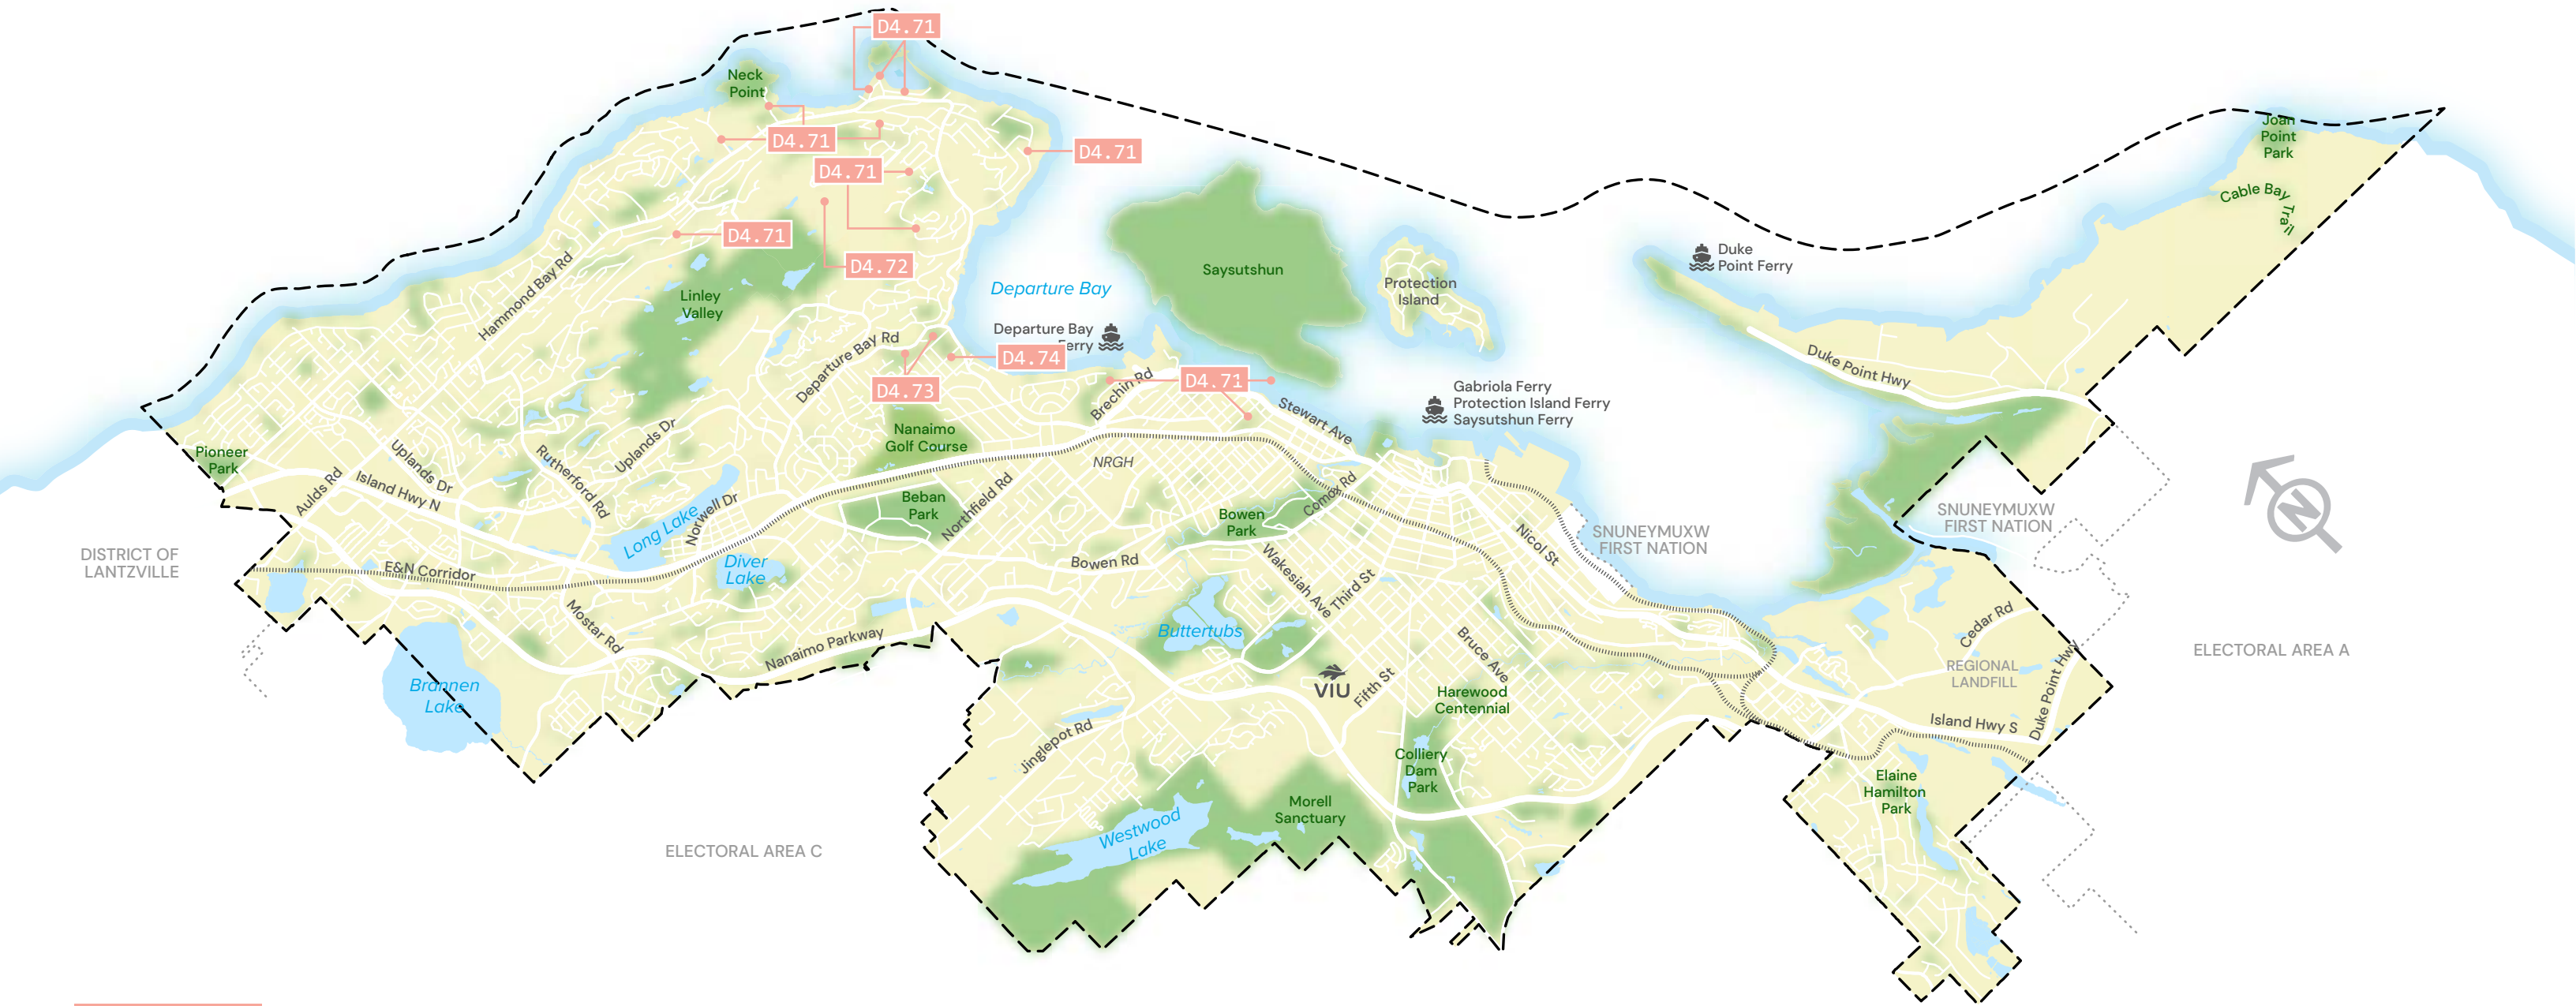 D4.71
Neck
Point
D4.71
D4.71
D4.71
D4.71
D4.72
Joan
Point
Park
Cable Bay Trail
Duke
Point Ferry
Saysutshun
Protection
Island
Departure Bay
Departure Bay
Ferry
D4.74
D4.73
D4.71
Hammond Bay Rd
Linley
Valley
Departure Bay Rd
Brechin Rd
Stewart Ave
Gabriola Ferry
Protection Island Ferry
Saysutshun Ferry
Duke Point Hwy
Nanaimo
Golf Course
Pioneer
Park
Aulds Rd
Uplands Dr
Island Hwy N
Rutherford Rd
Uplands Dr
NRGH
Long Lake
Norwell Dr
Beban
Park
Northfield Rd
Bowen
Park
Comox Rd
Nicol St
SNUNEYMUXW
FIRST NATION
SNUNEYMUXW
FIRST NATION
N
DISTRICT OF
LANTZVILLE
E&N Corridor
Diver
Lake
Bowen Rd
Wakesiah Ave
Third St
Mostar Rd
Nanaimo Parkway
Buttertubs
Bruce Ave
Cedar Rd
REGIONAL
LANDFILL
Duke Point Hwy
ELECTORAL AREA A
Brannen
Lake
VIU
Fifth St
Harewood
Centennial
Island Hwy S
Jinglepot Rd
Colliery
Dam
Park
Elaine
Hamilton
Park
Morell
Sanctuary
Westwood
Lake
ELECTORAL AREA C